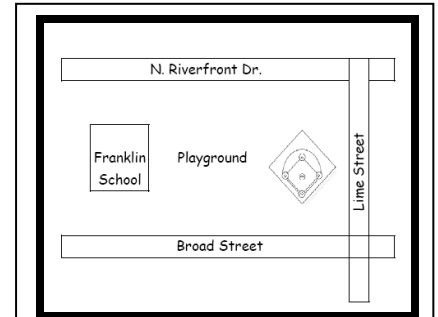 N. Riverfront Dr.
Franklin
School
Playground
Lime Street
Broad Street